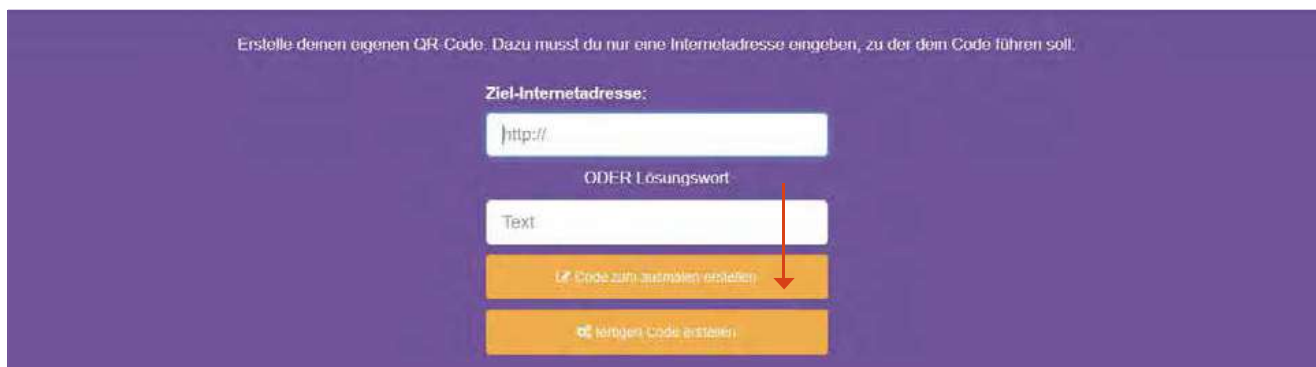 Erstelle deinen eigenen QR-Code. Dazu musst du nur eine Internetadresse eingeben, zu der dein Code führen soll:
Ziel-Internetadresse:
http://
ODER Lösungswort
Text
Code zum ausmalen erstellen
fertigen Code erstellen